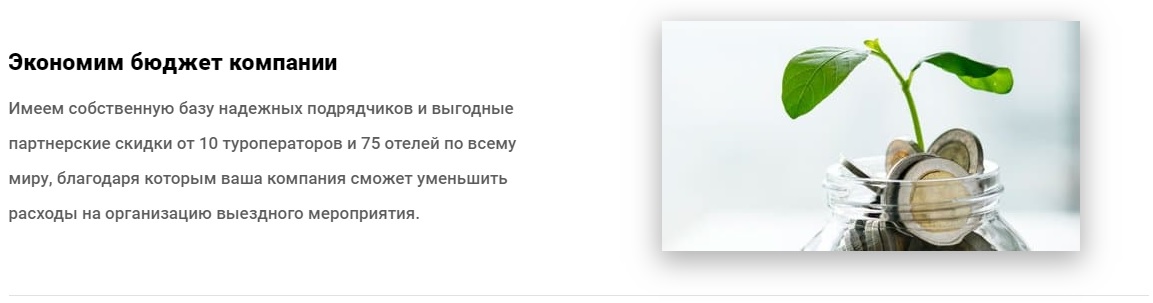 Экономим бюджет компании
Имеем собственную базу надежных подрядчиков и выгодные
партнерские скидки от 10 туроператоров и 75 отелей по всему
миру, благодаря которым ваша компания сможет уменьшить
расходы на организацию выездного мероприятия.